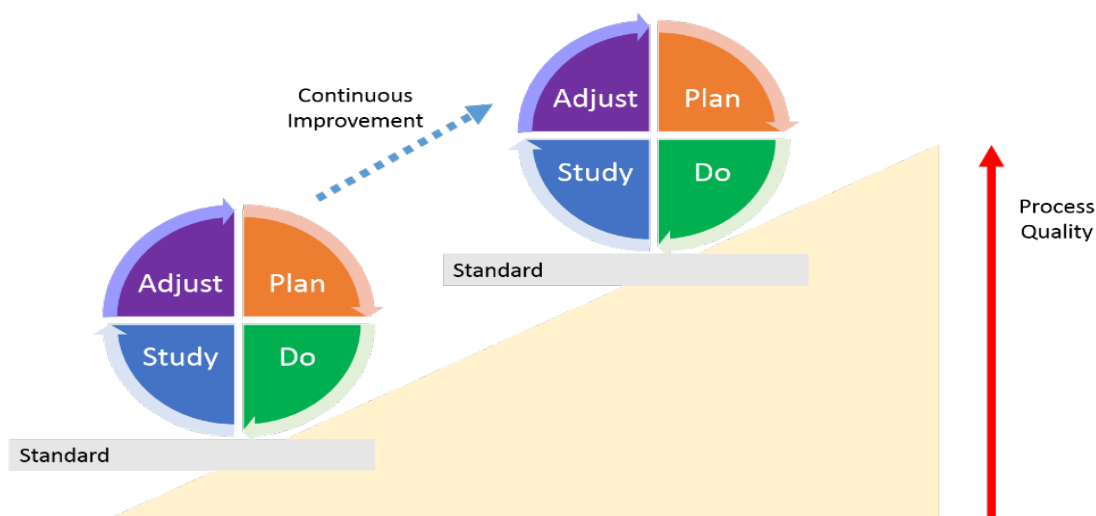 Continuous
Improvement
Adjust
Plan
Study
Do
Standard
Process
Quality
Adjust
Plan
Study
Do
Standard